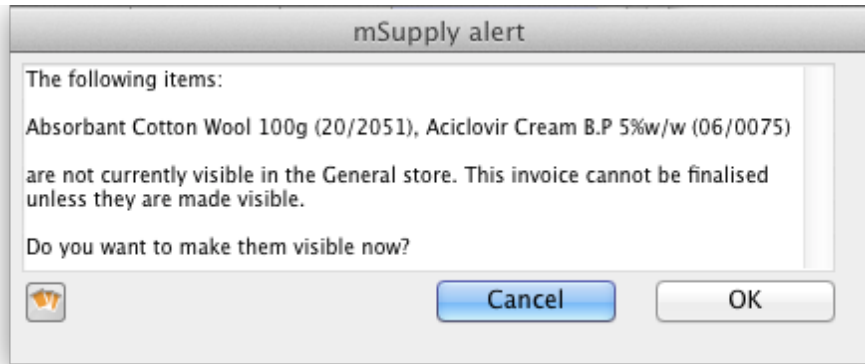 mSupply alert
The following items:
Absorbant Cotton Wool 100g (20/2051), Aciclovir Cream B.P 5%w/w (06/0075)
are not currently visible in the General store. This invoice cannot be finalised
unless they are made visible.
Do you want to make them visible now?
Cancel
OK